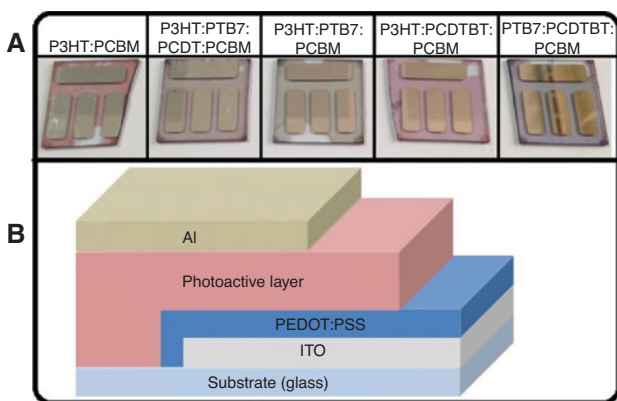 A
P3HT:PCBM
P3HT:PTB7:
PCDT:PCBM
P3HT:PTB7:
PCBM
P3HT:PCDTBT:
PCBM
PTB7:PCDTBT:
PCBM
B
Al
Photoactive layer
PEDOT:PSS
ITO
Substrate (glass)